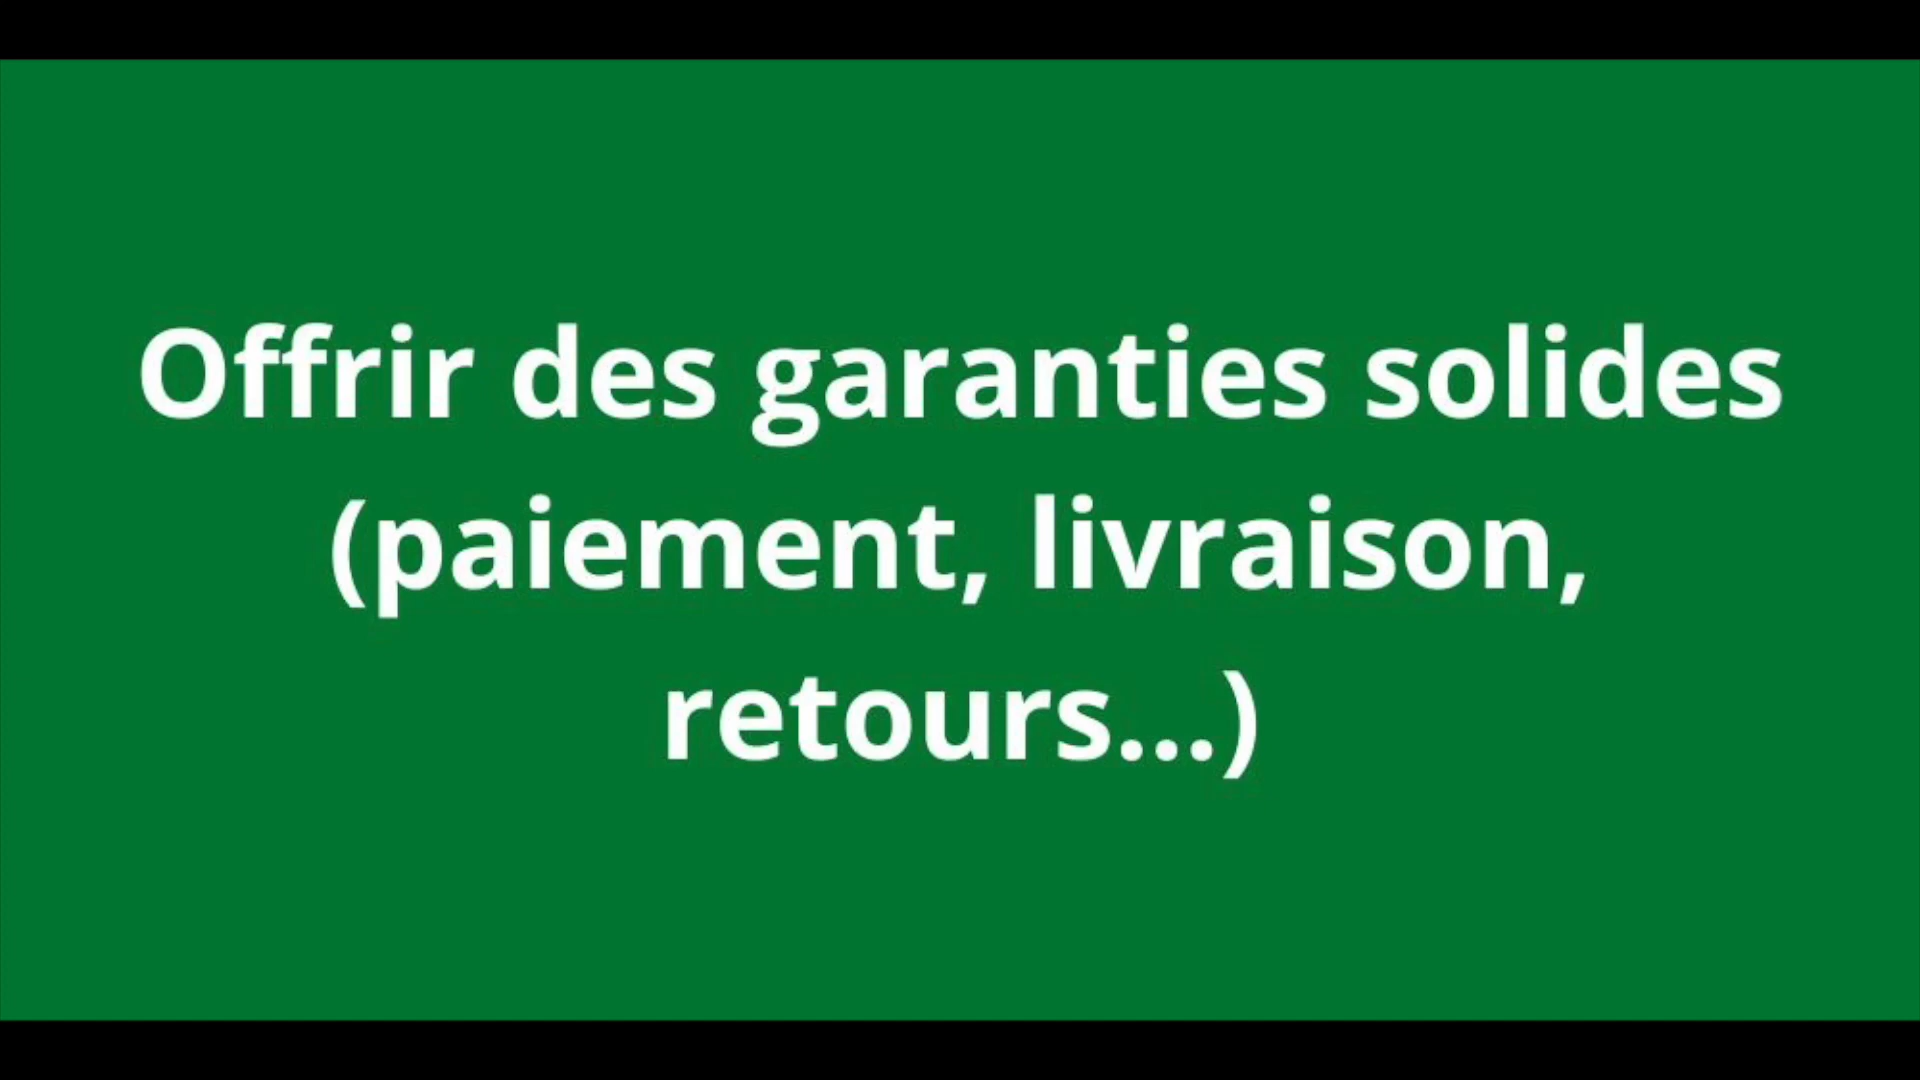 Offrir des garanties solides
(paiement, livraison,
retours...)